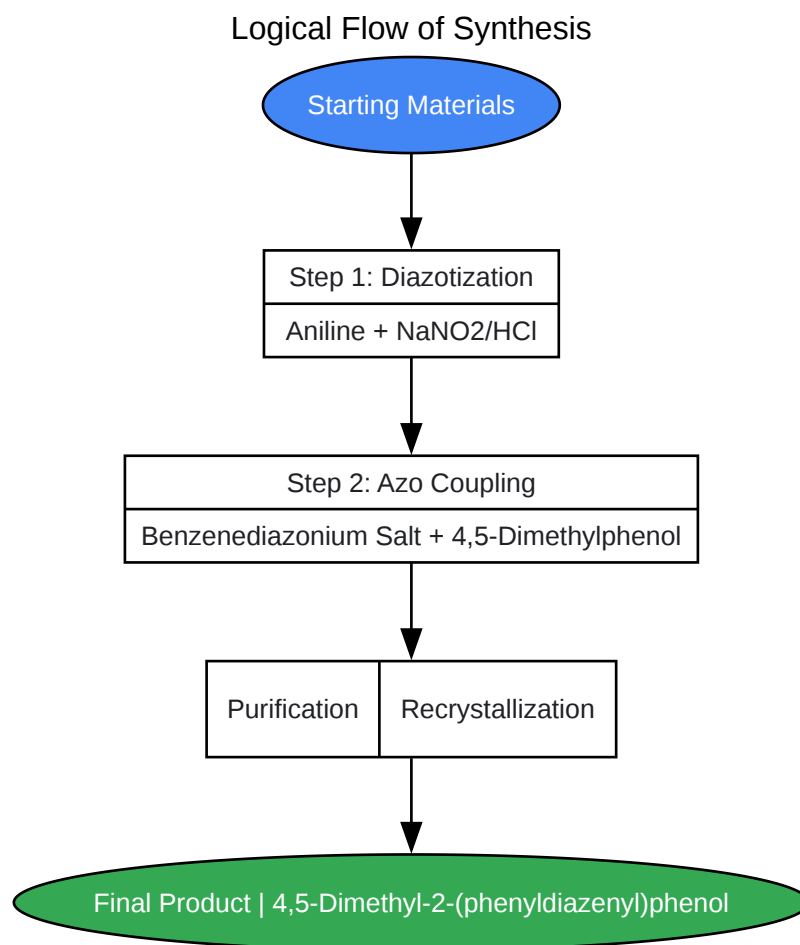 Logical Flow of Synthesis
Starting Materials
Step 1: Diazotization
Aniline + NaNO2/HCl
Step 2: Azo Coupling
Benzenediazonium Salt + 4,5-Dimethylphenol
Purification
Recrystallization
Final Product | 4,5-Dimethyl-2-(phenyldiazenyl)phenol